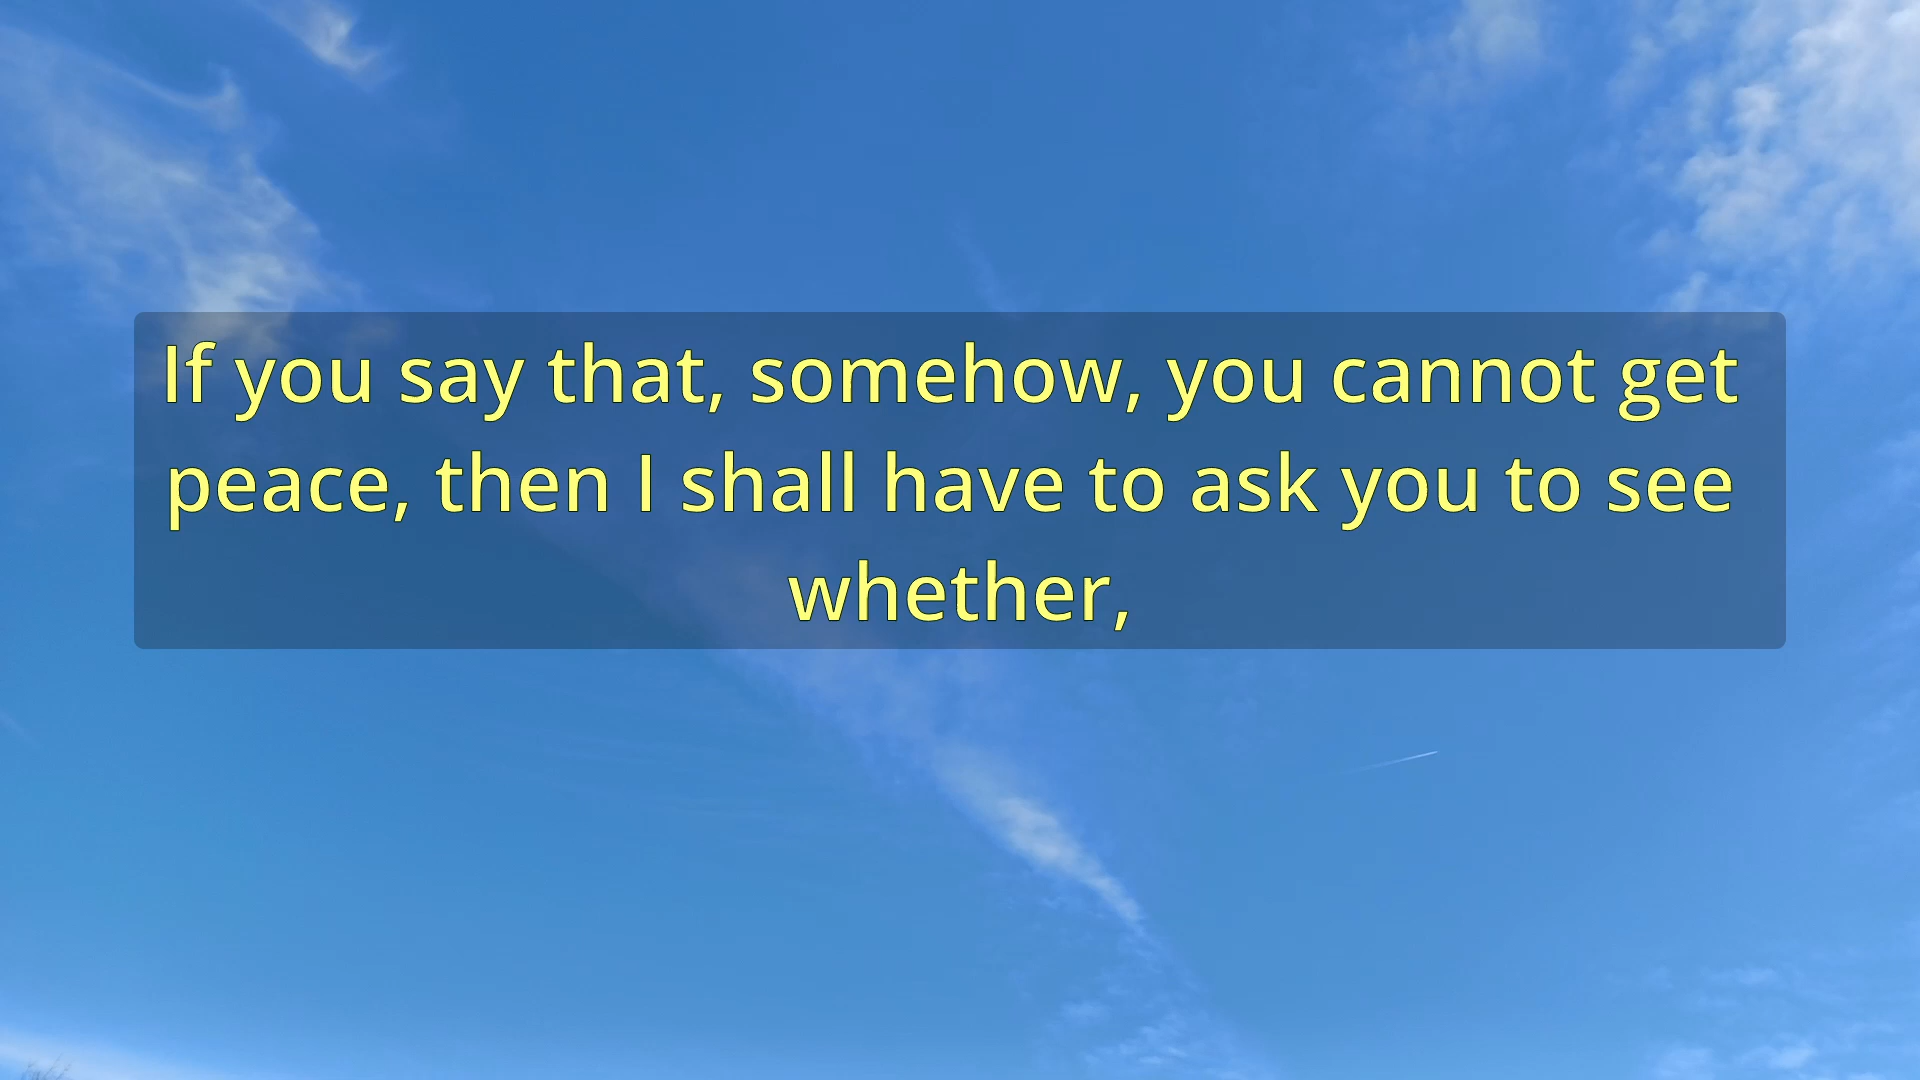 If you say that, somehow, you cannot get
peace, then I shall have to ask you to see
whether,